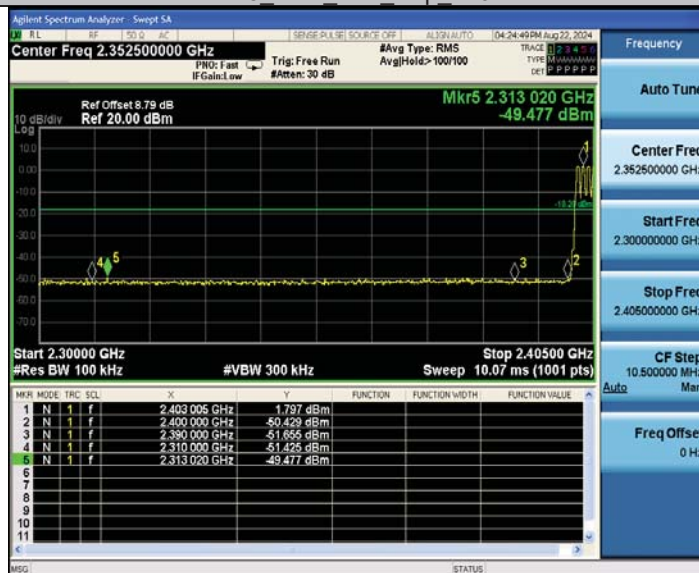 Agilent Spectrum Analyzer - Swept SA
RL RF 50 Ω AC SENSE:PULSE SOURCE OFF ALIGN AUTO 04:24:49 PM Aug 22, 2024
Center Freq 2.352500000 GHz #Avg Type: RMS TRACE 1 2 3 4 5 6
PNO: Fast Trig: Free Run Avg|Hold:> 100/100 TYPE M
IFGain:Low #Atten: 30 dB DET P P P P P P
Mkr5 2.313 020 GHz
-49.477 dBm
Ref Offset 8.79 dB
10 dB/div Ref 20.00 dBm
Log
10.0
0.00
-10.0
-20.0
-30.0
-40.0
-50.0
-60.0
-70.0
1
4 5 3 2
Start 2.30000 GHz Stop 2.40500 GHz
#Res BW 100 kHz #VBW 300 kHz Sweep 10.07 ms (1001 pts)
MKR MODE TRC SCL X Y FUNCTION FUNCTION WIDTH FUNCTION VALUE
1 N 1 f 2.403 005 GHz 1.797 dBm
2 N 1 f 2.400 000 GHz -50.429 dBm
3 N 1 f 2.390 000 GHz -51.655 dBm
4 N 1 f 2.310 000 GHz -51.425 dBm
5 N 1 f 2.313 020 GHz -49.477 dBm
6
7
8
9
10
11
MSG STATUS
Frequency
Auto Tune
Center Freq
2.352500000 GHz
Start Freq
2.300000000 GHz
Stop Freq
2.405000000 GHz
CF Step
10.500000 MHz
Auto Man
Freq Offset
0 Hz